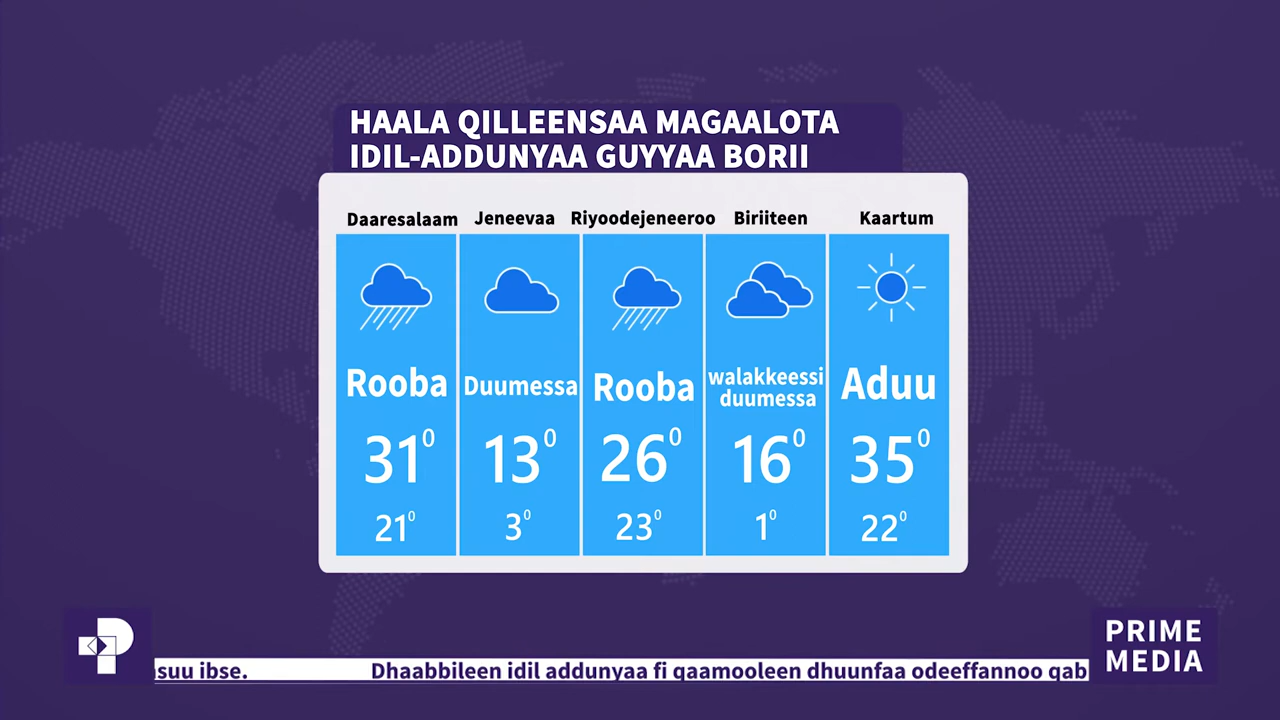 HAALA QILLEENSAA MAGAALOTA
IDIL-ADDUNYAA GUYYAA BORII
Daaresalaam Jeneevaa Riyoodejeneeroo Biriiteen Kaartum
Rooba Duumessa Rooba walakkeessi duumessa Aduu
31⁰ 13⁰ 26⁰ 16⁰ 35⁰
21⁰ 3⁰ 23⁰ 1⁰ 22⁰
PRIME
MEDIA
suu ibse. Dhaabbileen idil addunyaa fi qaamooleen dhuunfaa odeeffannoo qab